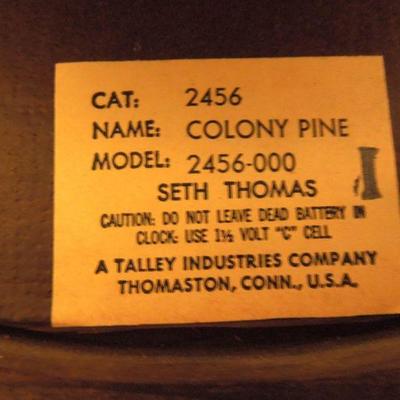 CAT: 2456
NAME: COLONY PINE
MODEL: 2456-000
SETH THOMAS
CAUTION: DO NOT LEAVE DEAD BATTERY IN
CLOCK: USE 1½ VOLT "C" CELL
A TALLEY INDUSTRIES COMPANY
THOMASTON, CONN., U.S.A.